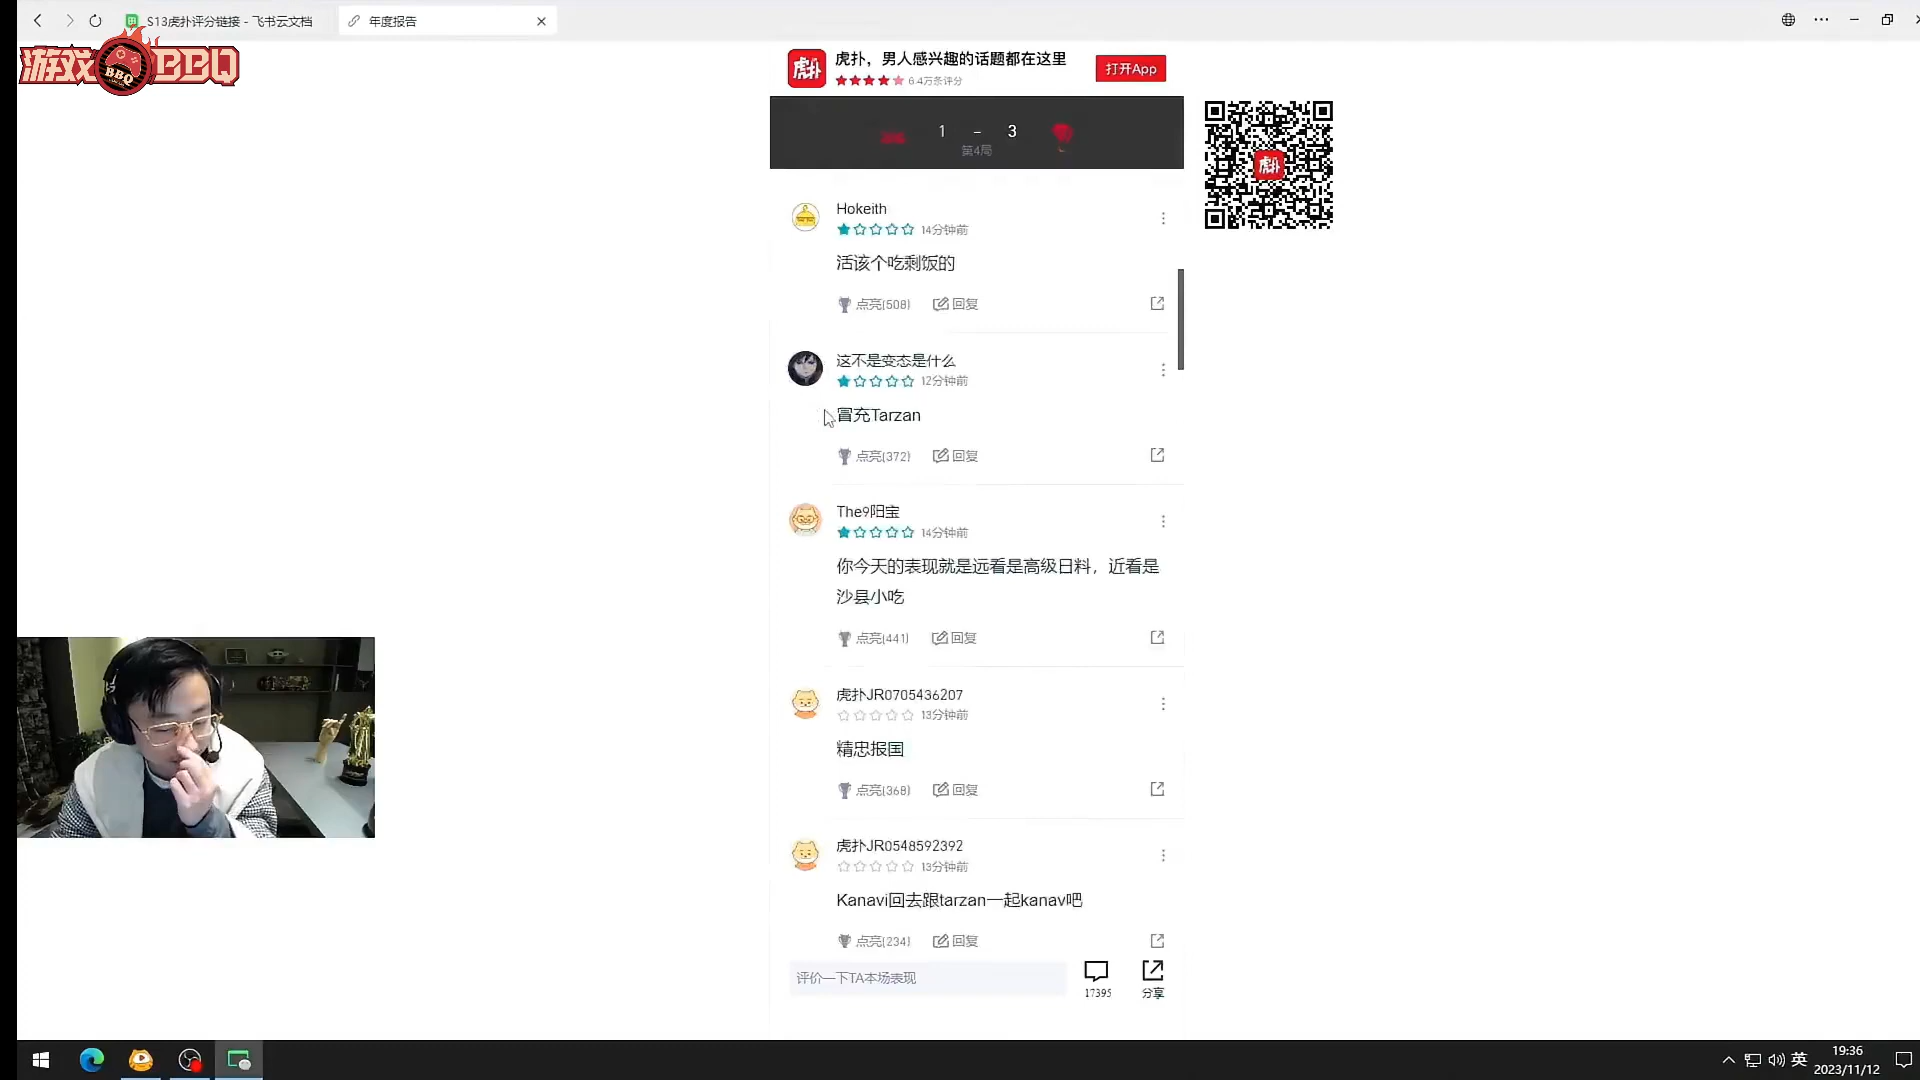 S13虎扑评分链接 - 飞书云文档
年度报告
游戏BBQ
BBQ
虎扑
虎扑，男人感兴趣的话题都在这里
6.4万条评分
打开App
1 - 3
第4局
虎扑
Hokeith
14分钟前
活该个吃剩饭的
点亮(508) 回复
这不是变态是什么
12分钟前
冒充Tarzan
点亮(372) 回复
The9阳宝
14分钟前
你今天的表现就是远看是高级日料，近看是
沙县小吃
点亮(441) 回复
虎扑JR0705436207
13分钟前
精忠报国
点亮(368) 回复
虎扑JR0548592392
13分钟前
Kanavi回去跟tarzan一起kanav吧
点亮(234) 回复
评价一下TA本场表现
17395
分享
英
19:36
2023/11/12